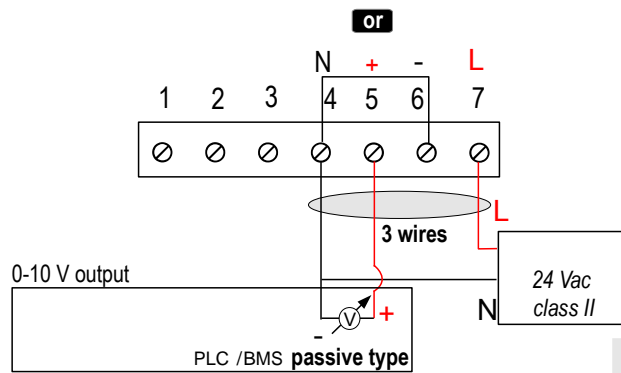 or
N + - L
1 2 3 4 5 6 7
L
3 wires
0-10 V output
24 Vac
class II
N
V
- +
PLC /BMS passive type